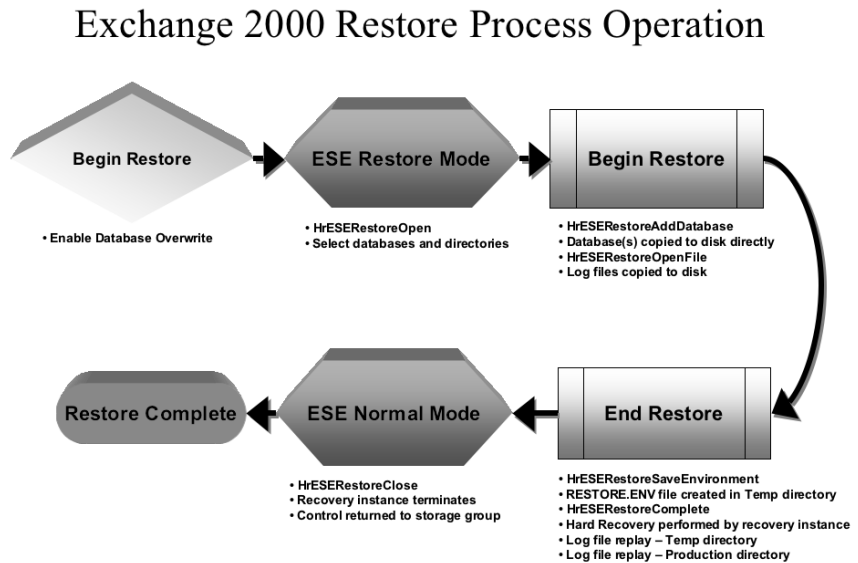 Exchange 2000 Restore Process Operation
Begin Restore
• Enable Database Overwrite
ESE Restore Mode
• HrESERestoreOpen
• Select databases and directories
Begin Restore
• HrESERestoreAddDatabase
• Database(s) copied to disk directly
• HrESERestoreOpenFile
• Log files copied to disk
End Restore
• HrESERestoreSaveEnvironment
• RESTORE.ENV file created in Temp directory
• HrESERestoreComplete
• Hard Recovery performed by recovery instance
• Log file replay – Temp directory
• Log file replay – Production directory
ESE Normal Mode
• HrESERestoreClose
• Recovery instance terminates
• Control returned to storage group
Restore Complete